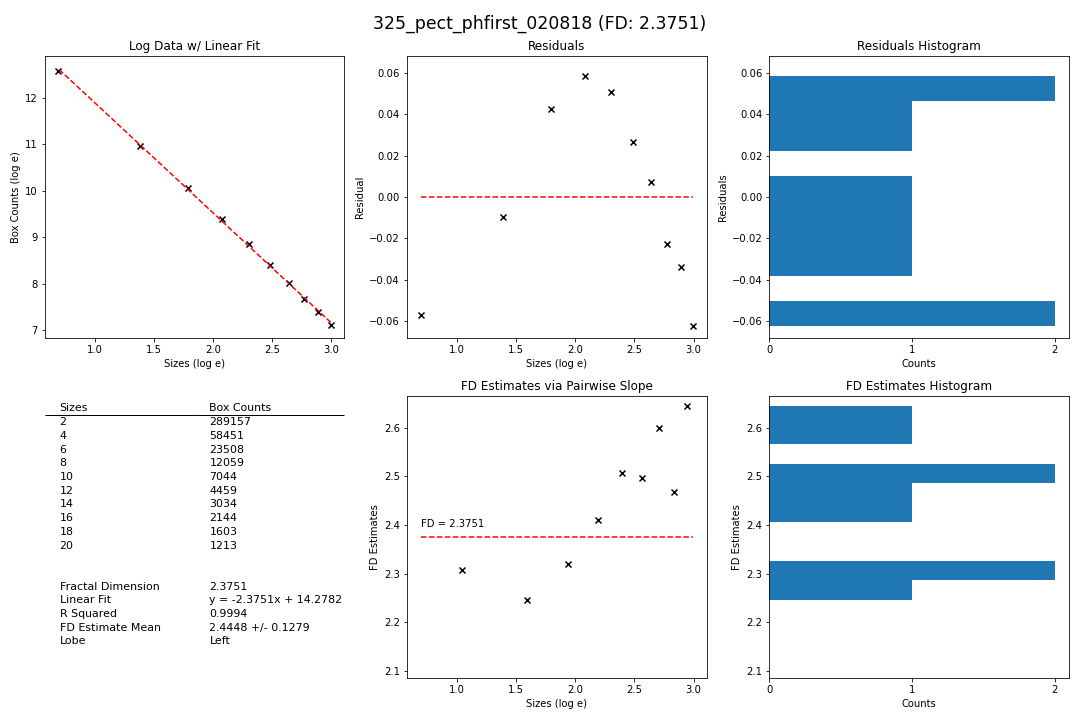 325_pect_phfirst_020818 (FD: 2.3751)
Log Data w/ Linear Fit
Box Counts (log e)
12
11
10
9
8
7
1.0 1.5 2.0 2.5 3.0
Sizes (log e)
Residuals
Residual
0.06
0.04
0.02
0.00
−0.02
−0.04
−0.06
1.0 1.5 2.0 2.5 3.0
Sizes (log e)
Residuals Histogram
Residuals
0.06
0.04
0.02
0.00
−0.02
−0.04
−0.06
0 1 2
Counts
Sizes Box Counts
2 289157
4 58451
6 23508
8 12059
10 7044
12 4459
14 3034
16 2144
18 1603
20 1213
Fractal Dimension 2.3751
Linear Fit y = -2.3751x + 14.2782
R Squared 0.9994
FD Estimate Mean 2.4448 +/- 0.1279
Lobe Left
FD Estimates via Pairwise Slope
FD Estimates
2.6
2.5
2.4
2.3
2.2
2.1
FD = 2.3751
1.0 1.5 2.0 2.5 3.0
Sizes (log e)
FD Estimates Histogram
FD Estimates
2.6
2.5
2.4
2.3
2.2
2.1
0 1 2
Counts